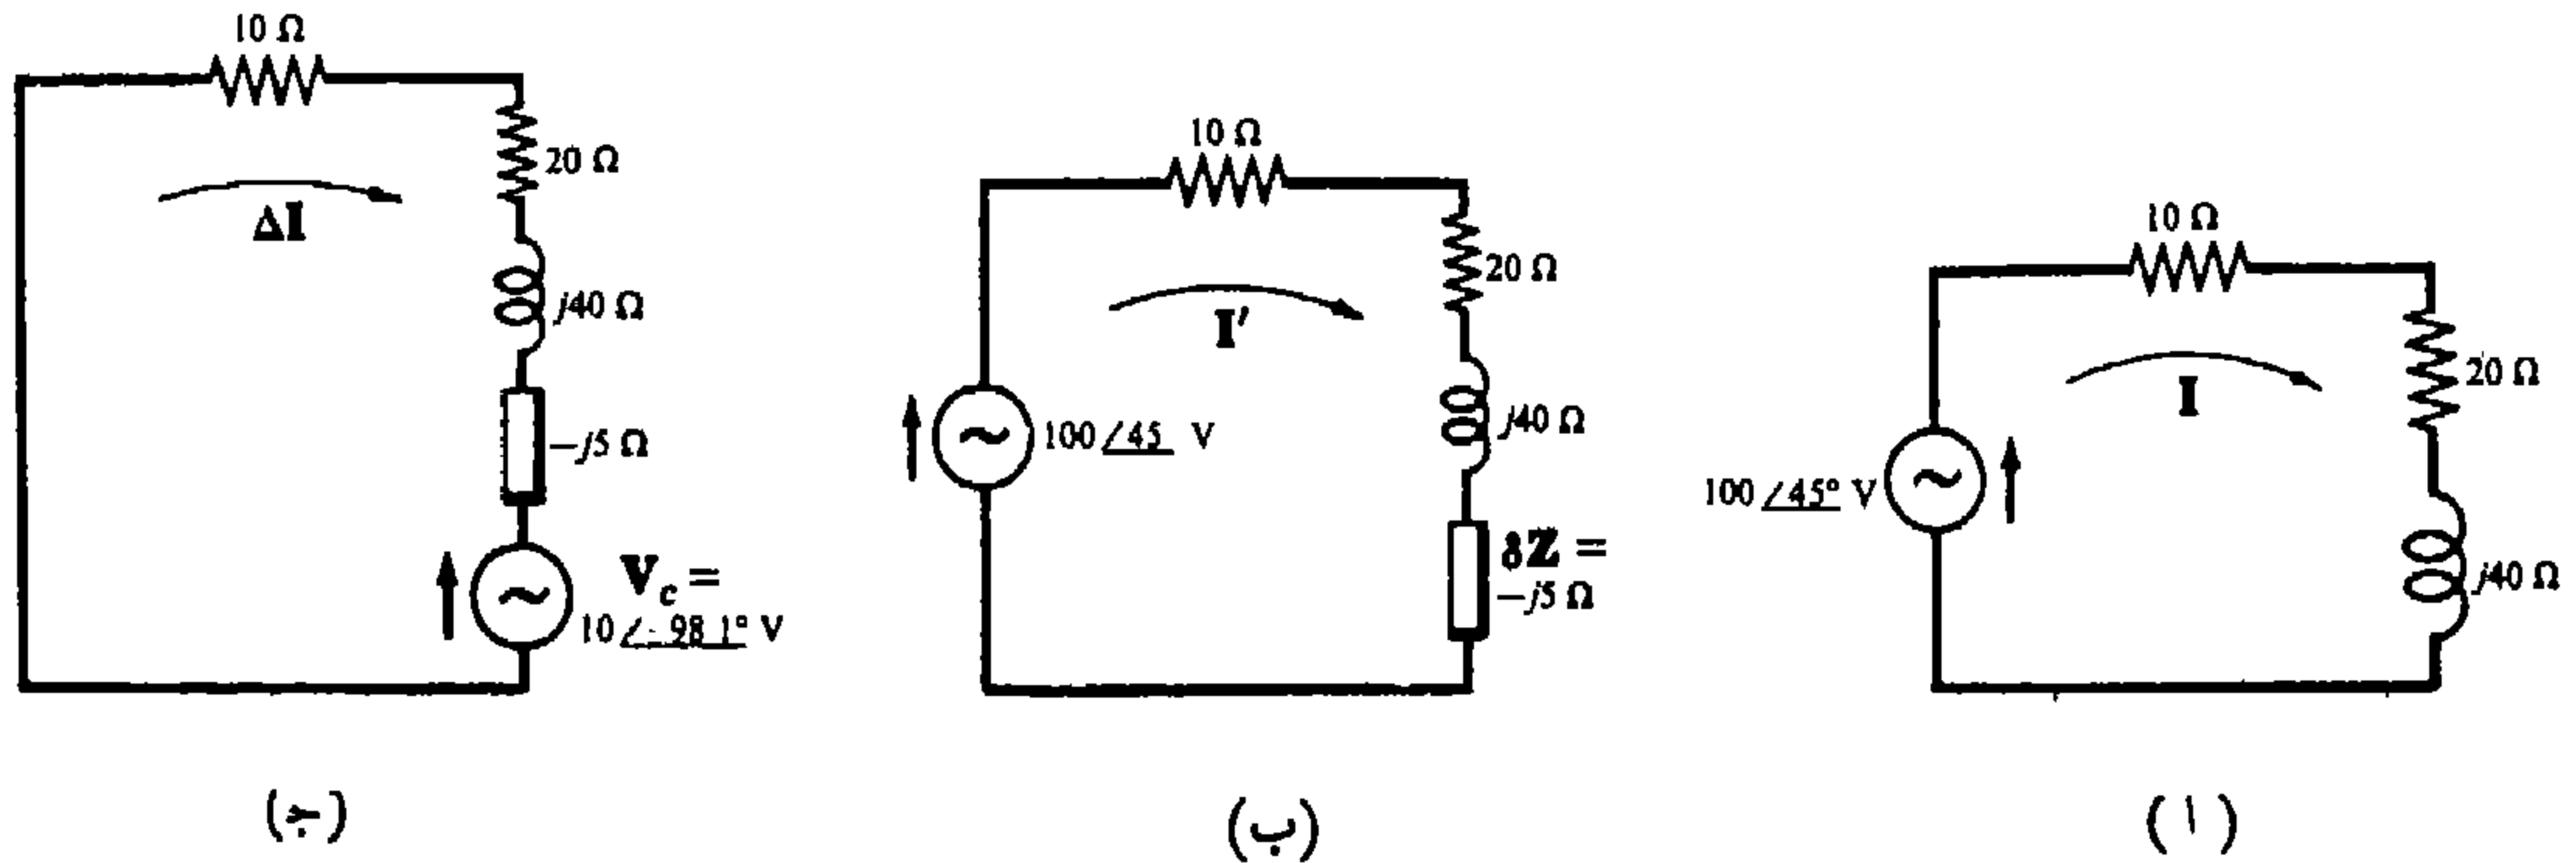 10 Ω
20 Ω
I
100 ∠45° V
j40 Ω
( ا )
10 Ω
20 Ω
I′
100 ∠45 V
j40 Ω
δZ =
−j5 Ω
(ب)
10 Ω
20 Ω
ΔI
j40 Ω
−j5 Ω
V_c =
10 ∠-98 1° V
(ج)